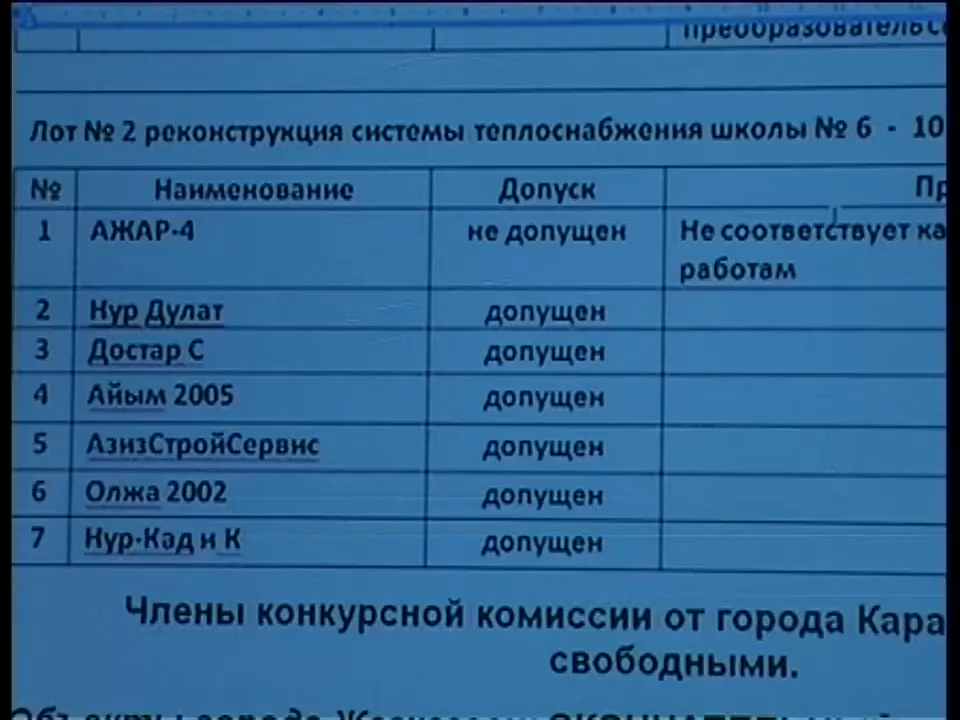 Лот № 2 реконструкция системы теплоснабжения школы № 6 - 10
№ Наименование Допуск Пр
1 АЖАР-4 не допущен Не соответствует ка
работам
2 Нур Дулат допущен
3 Достар С допущен
4 Айым 2005 допущен
5 АзизСтройСервис допущен
6 Олжа 2002 допущен
7 Нур-Кад и К допущен
Члены конкурсной комиссии от города Кара
свободными.